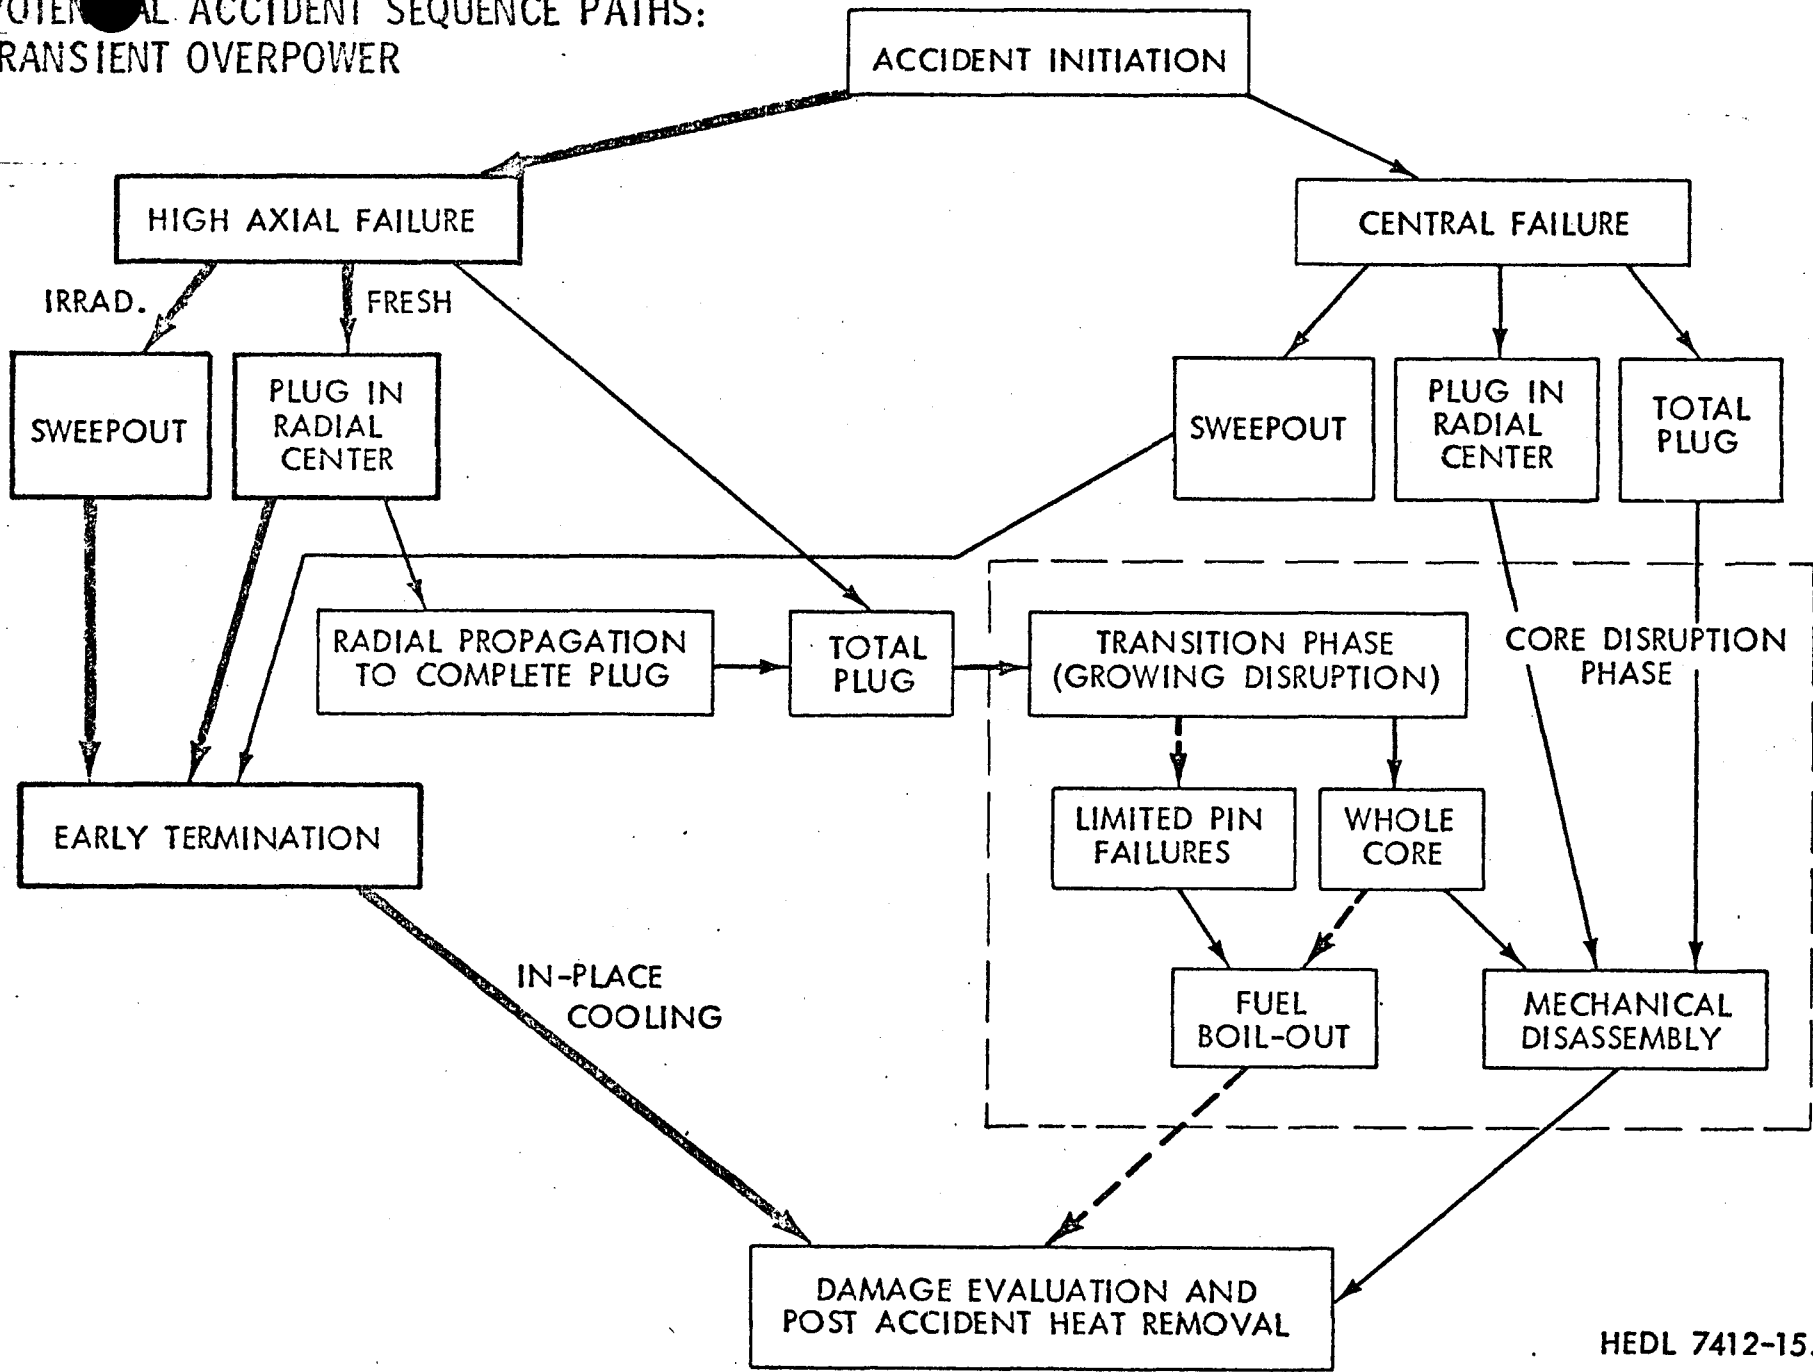 ACCIDENT SEQUENCE PATHS:
OVERPOWER
ACCIDENT INITIATION
HIGH AXIAL FAILURE
CENTRAL FAILURE
IRRAD.
FRESH
SWEEPOUT
PLUG IN
RADIAL
CENTER
SWEEPOUT
PLUG IN
RADIAL
CENTER
TOTAL
PLUG
RADIAL PROPAGATION
TO COMPLETE PLUG
TOTAL
PLUG
TRANSITION PHASE
(GROWING DISRUPTION)
CORE DISRUPTION
PHASE
EARLY TERMINATION
LIMITED PIN
FAILURES
WHOLE
CORE
IN-PLACE
COOLING
FUEL
BOIL-OUT
MECHANICAL
DISASSEMBLY
DAMAGE EVALUATION AND
POST ACCIDENT HEAT REMOVAL
HEDL